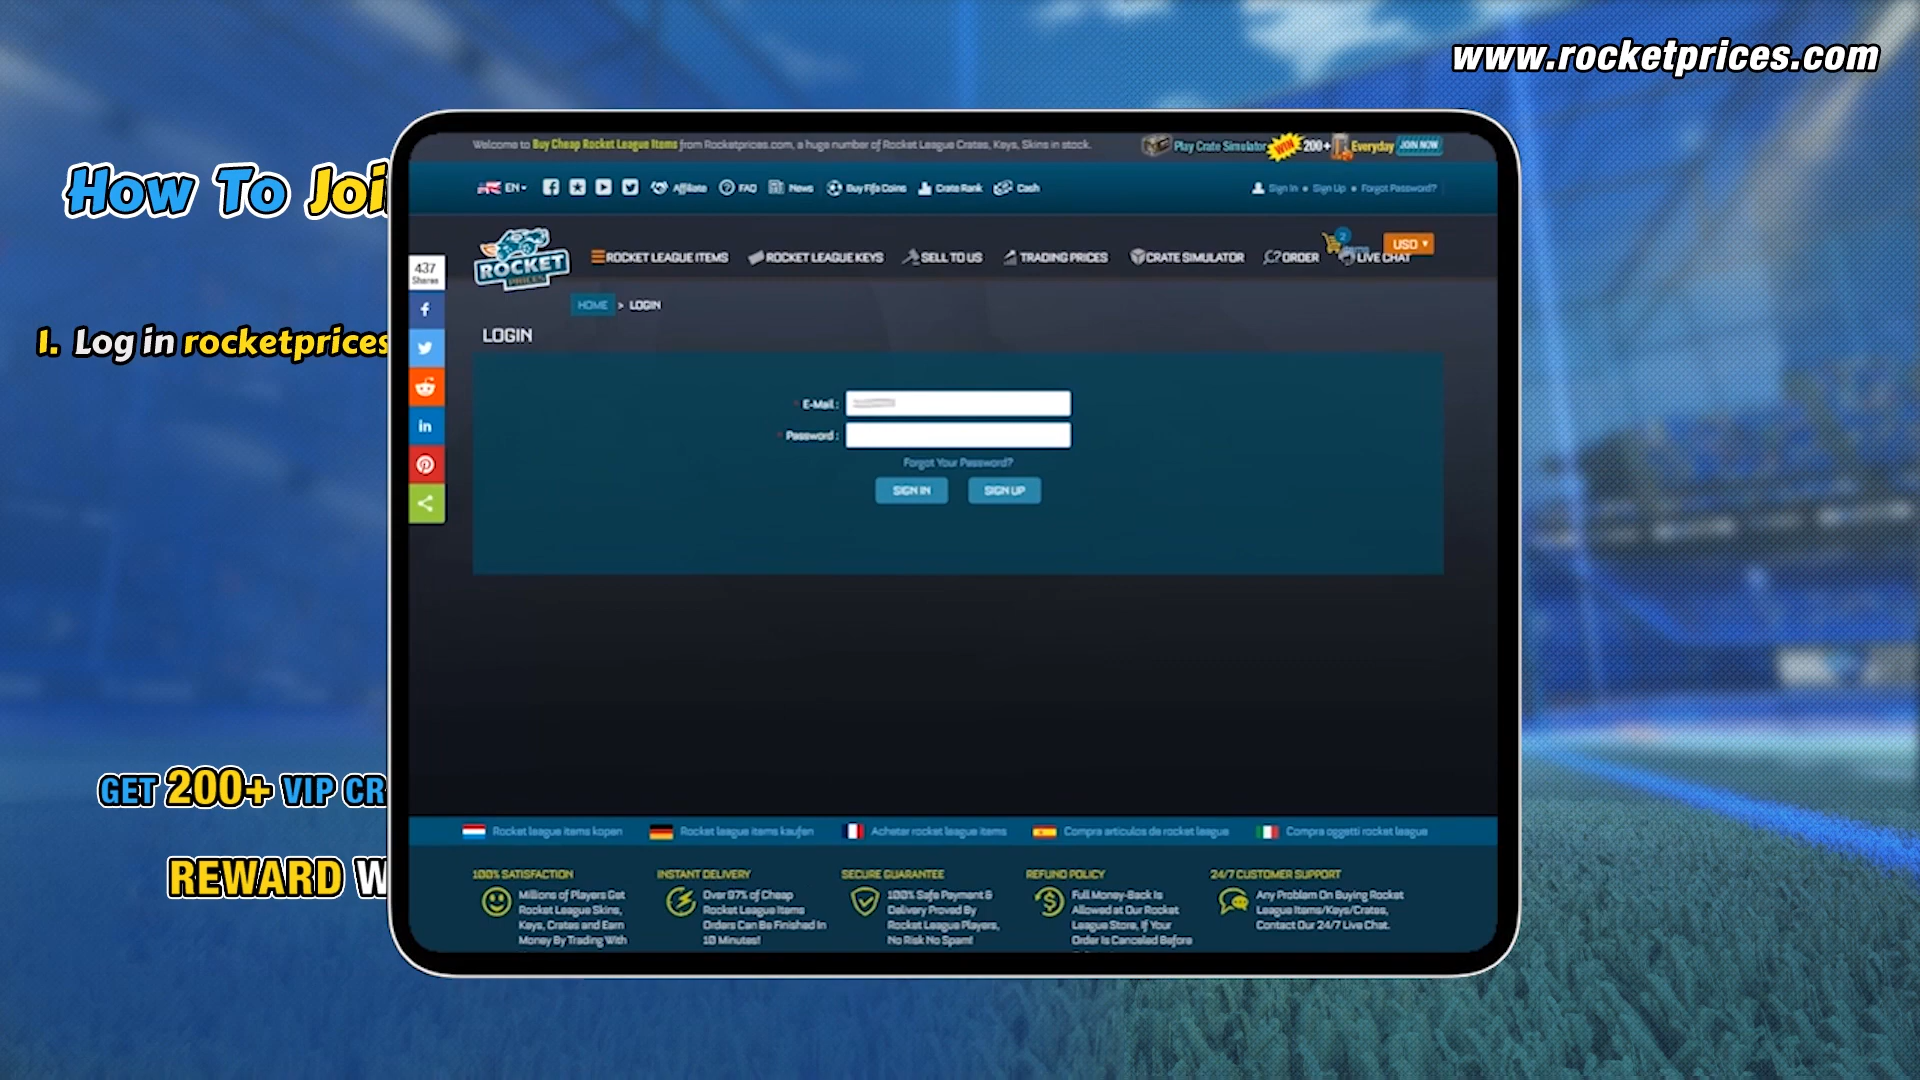 www.rocketprices.com
How To Joi
1. Log in rocketprices
GET 200+ VIP CR
REWARD W
Welcome to Buy Cheap Rocket League Items from Rocketprices.com, a huge number of Rocket League Crates, Keys, Skins in stock.
Play Crate Simulator WIN 200+ Everyday JOIN NOW
EN
Affiliate
FAQ
News
Buy Fifa Coins
Crate Rank
Cash
Sign In
Sign Up
Forgot Password?
ROCKET PRICES
ROCKET LEAGUE ITEMS
ROCKET LEAGUE KEYS
SELL TO US
TRADING PRICES
CRATE SIMULATOR
ORDER
2
Items
LIVE CHAT
USD
437
Shares
HOME > LOGIN
LOGIN
* E-Mail :
* Password :
Forgot Your Password?
SIGN IN
SIGN UP
Rocket league items kopen
Rocket league items kaufen
Acheter rocket league items
Compra articulos de rocket league
Compra oggetti rocket league
100% SATISFACTION
Millions of Players Get
Rocket League Skins,
Keys, Crates and Earn
Money By Trading With
INSTANT DELIVERY
Over 97% of Cheap
Rocket League Items
Orders Can Be Finished In
10 Minutes!
SECURE GUARANTEE
100% Safe Payment &
Delivery Proved By
Rocket League Players,
No Risk No Spam!
REFUND POLICY
Full Money-Back Is
Allowed at Our Rocket
League Store, If Your
Order Is Canceled Before
24/7 CUSTOMER SUPPORT
Any Problem On Buying Rocket
League Items/Keys/Crates,
Contact Our 24/7 Live Chat.